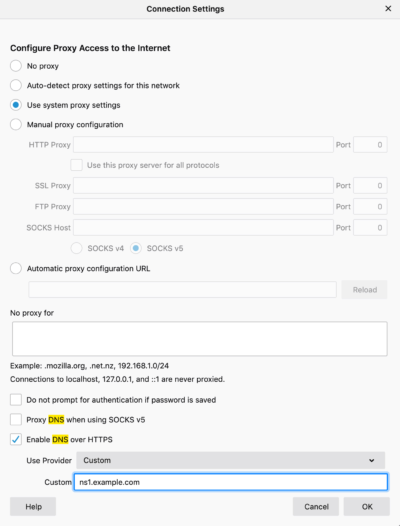 Connection Settings
Configure Proxy Access to the Internet
No proxy
Auto-detect proxy settings for this network
Use system proxy settings
Manual proxy configuration
HTTP Proxy Port 0
Use this proxy server for all protocols
SSL Proxy Port 0
FTP Proxy Port 0
SOCKS Host Port 0
SOCKS v4 SOCKS v5
Automatic proxy configuration URL
Reload
No proxy for
Example: .mozilla.org, .net.nz, 192.168.1.0/24
Connections to localhost, 127.0.0.1, and ::1 are never proxied.
Do not prompt for authentication if password is saved
Proxy DNS when using SOCKS v5
Enable DNS over HTTPS
Use Provider Custom
Custom ns1.example.com
Help Cancel OK